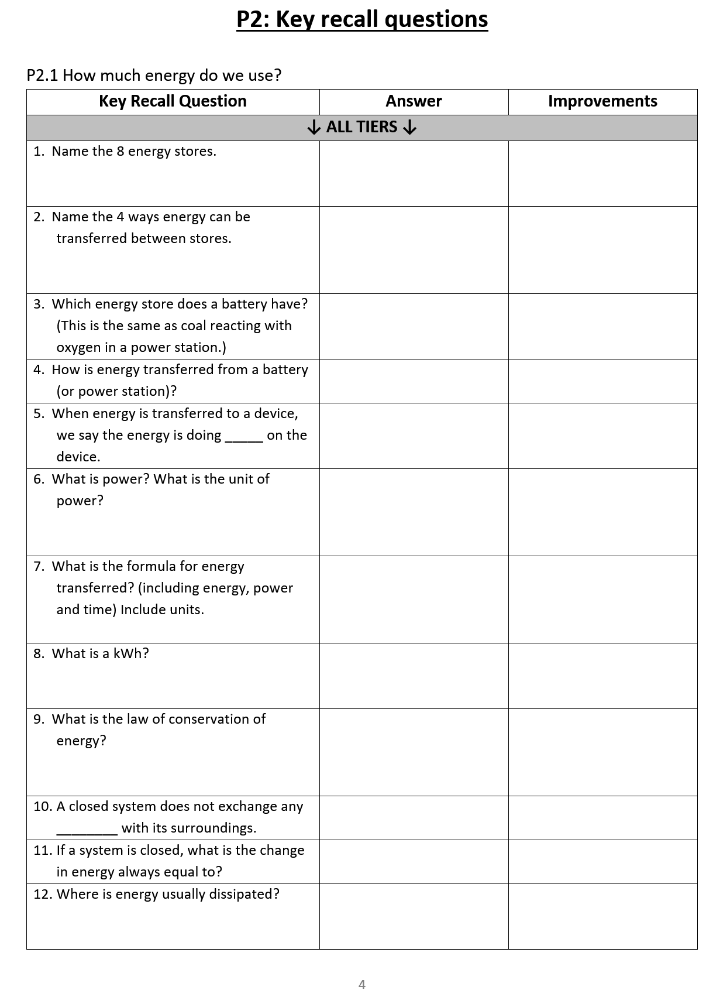 P2: Key recall questions
P2.1 How much energy do we use?
Key Recall Question Answer Improvements
↓ ALL TIERS ↓
1. Name the 8 energy stores.
2. Name the 4 ways energy can be
transferred between stores.
3. Which energy store does a battery have?
(This is the same as coal reacting with
oxygen in a power station.)
4. How is energy transferred from a battery
(or power station)?
5. When energy is transferred to a device,
we say the energy is doing _____ on the
device.
6. What is power? What is the unit of
power?
7. What is the formula for energy
transferred? (including energy, power
and time) Include units.
8. What is a kWh?
9. What is the law of conservation of
energy?
10. A closed system does not exchange any
________ with its surroundings.
11. If a system is closed, what is the change
in energy always equal to?
12. Where is energy usually dissipated?
4